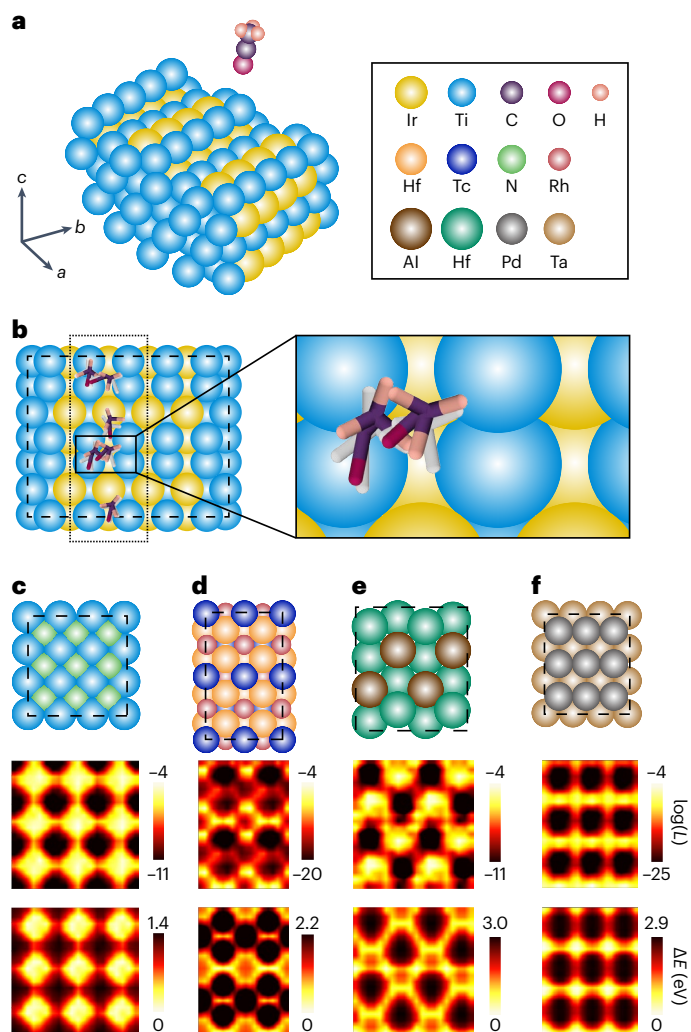 a
Ir Ti C O H
Hf Tc N Rh
Al Hf Pd Ta
c
b
a
b
c d e f
−4 −4 −4 −4
log(L)
−11 −20 −11 −25
1.4 2.2 3.0 2.9
ΔE (eV)
0 0 0 0